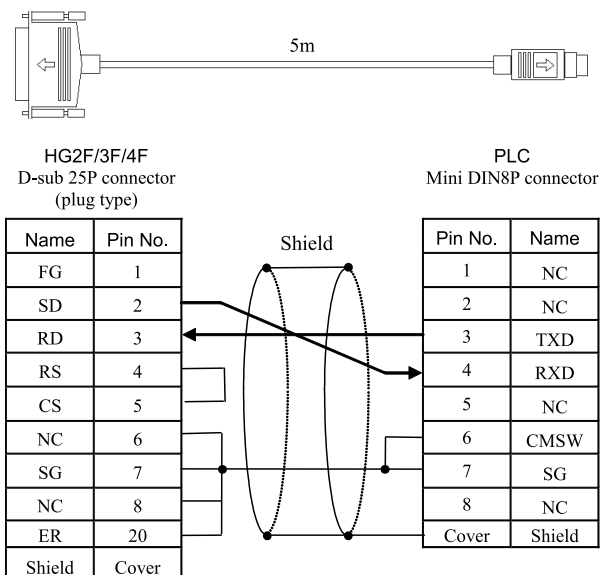 5m
HG2F/3F/4F
D-sub 25P connector
(plug type)
PLC
Mini DIN8P connector
Name Pin No.
FG 1
SD 2
RD 3
RS 4
CS 5
NC 6
SG 7
NC 8
ER 20
Shield Cover
Shield
Pin No. Name
1 NC
2 NC
3 TXD
4 RXD
5 NC
6 CMSW
7 SG
8 NC
Cover Shield